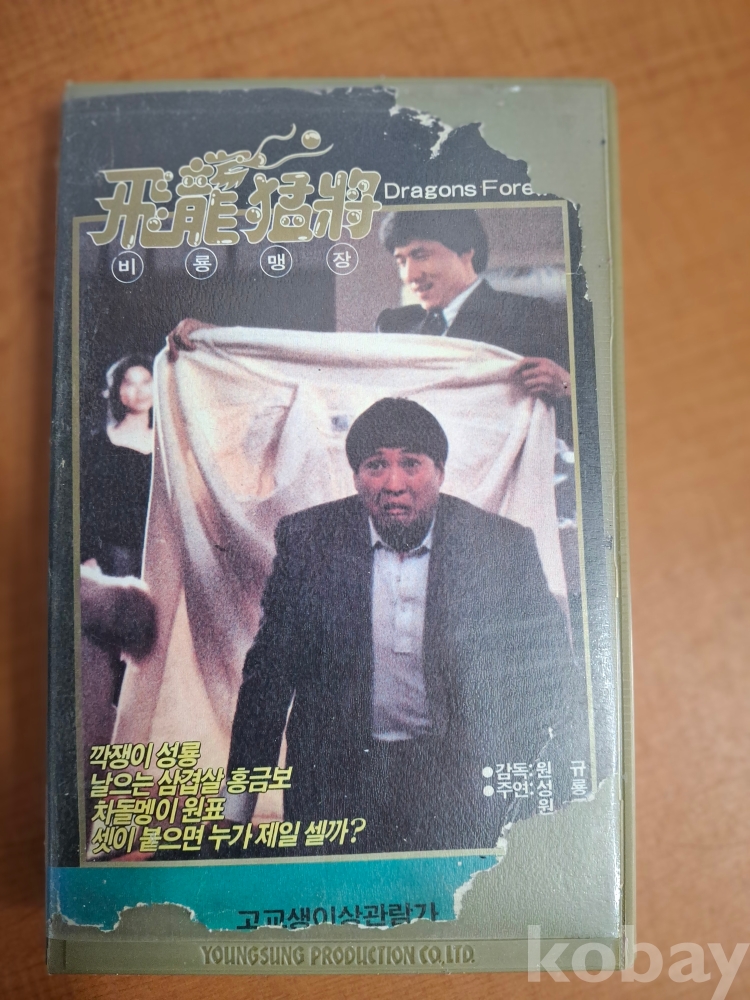 飛龍猛將
Dragons Fore
비 룡 맹 장
깍쟁이 성룡
날으는 삼겹살 홍금보
차돌멩이 원표
셋이 붙으면 누가 제일 셀까?
●감독:원 규
●주연:성 룡
원
고교생이상관람가
YOUNGSUNG PRODUCTION CO.,LTD.
kobay